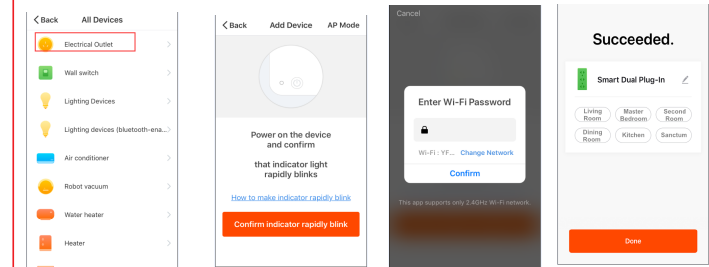 Back All Devices
Electrical Outlet
Wall switch
Lighting Devices
Lighting devices (bluetooth-ena...
Air conditioner
Robot vacuum
Water heater
Heater
Back Add Device AP Mode
Power on the device
and confirm
that indicator light
rapidly blinks
How to make indicator rapidly blink
Confirm indicator rapidly blink
Cancel
Enter Wi-Fi Password
Wi-Fi : YF... Change Network
Confirm
This app supports only 2.4GHz Wi-Fi network.
Succeeded.
Smart Dual Plug-In
Living
Room
Master
Bedroom
Second
Room
Dining
Room
Kitchen
Sanctum
Done